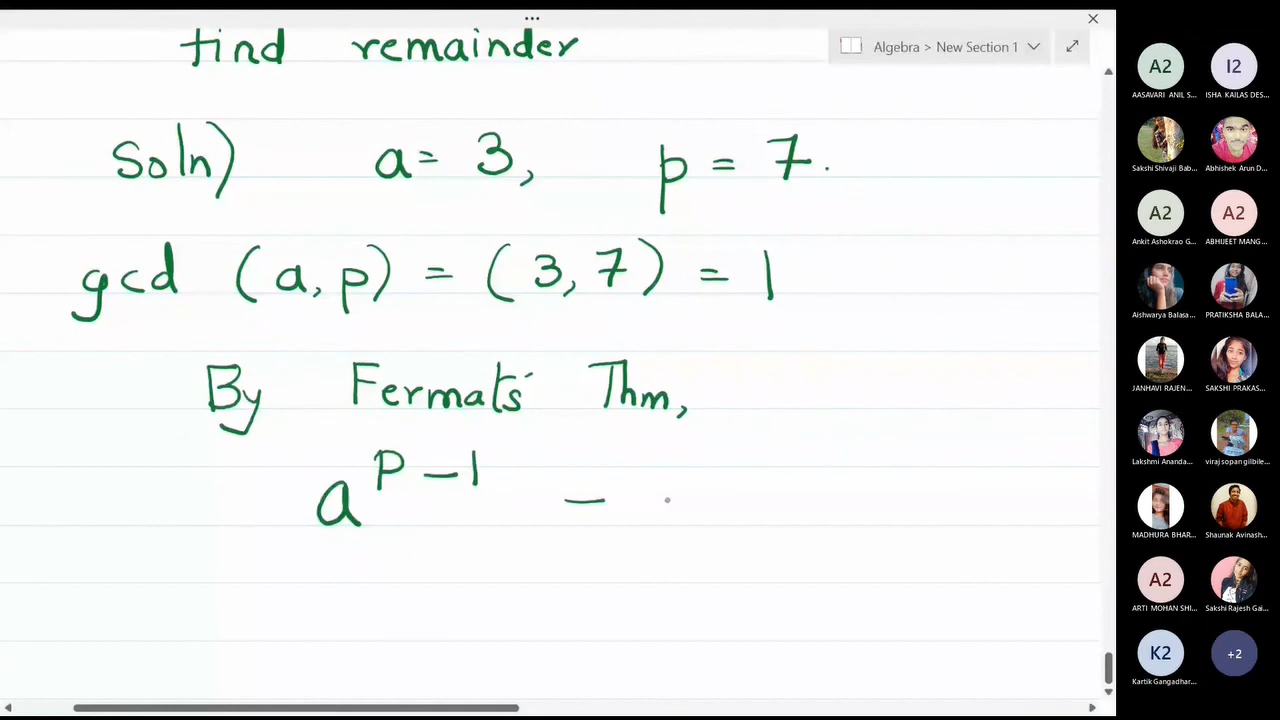 find remainder
Algebra > New Section 1
Soln) a = 3, p = 7.
gcd (a, p) = (3, 7) = 1
By Fermat's Thm,
a^P-1 -
A2 I2
AASAVARI ANIL S... ISHA KAILAS DES...
Sakshi Shivaji Bab... Abhishek Arun D...
A2 A2
Ankit Ashokrao G... ABHIJEET MANG...
Aishwarya Balasa... PRATIKSHA BALA...
JANHAVI RAJEN... SAKSHI PRAKAS...
Lakshmi Ananda... viraj sopan gilbile...
MADHURA BHAR... Shaunak Avinash...
A2
ARTI MOHAN SHI... Sakshi Rajesh Gai...
K2 +2
Kartik Gangadhar...